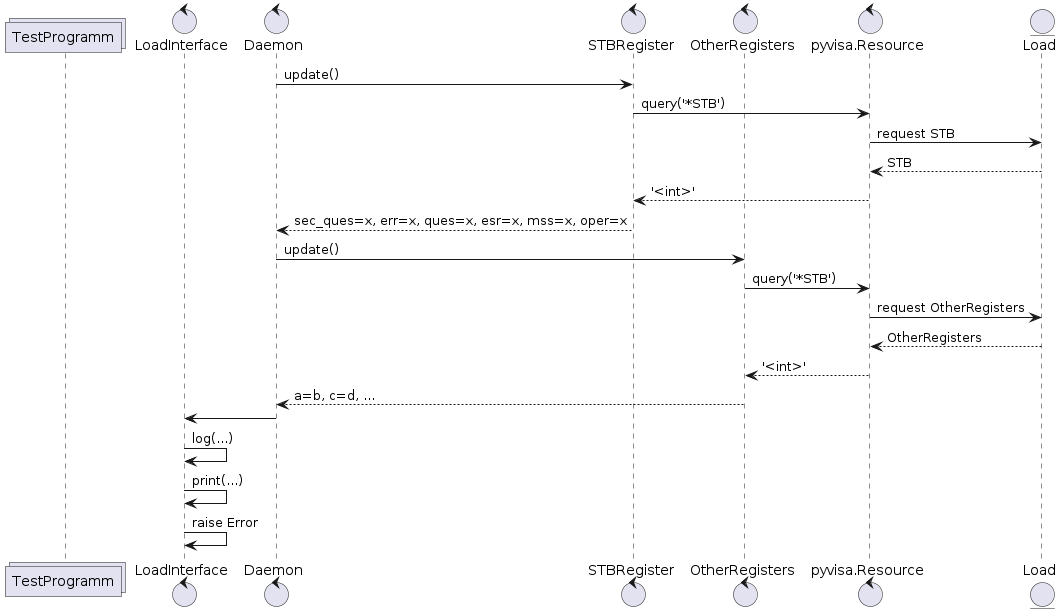 TestProgramm
LoadInterface
Daemon
STBRegister
OtherRegisters
pyvisa.Resource
Load
update()
query('*STB')
request STB
STB
'<int>'
sec_ques=x, err=x, ques=x, esr=x, mss=x, oper=x
update()
query('*STB')
request OtherRegisters
OtherRegisters
'<int>'
a=b, c=d, ...
log(...)
print(...)
raise Error
TestProgramm
LoadInterface
Daemon
STBRegister
OtherRegisters
pyvisa.Resource
Load